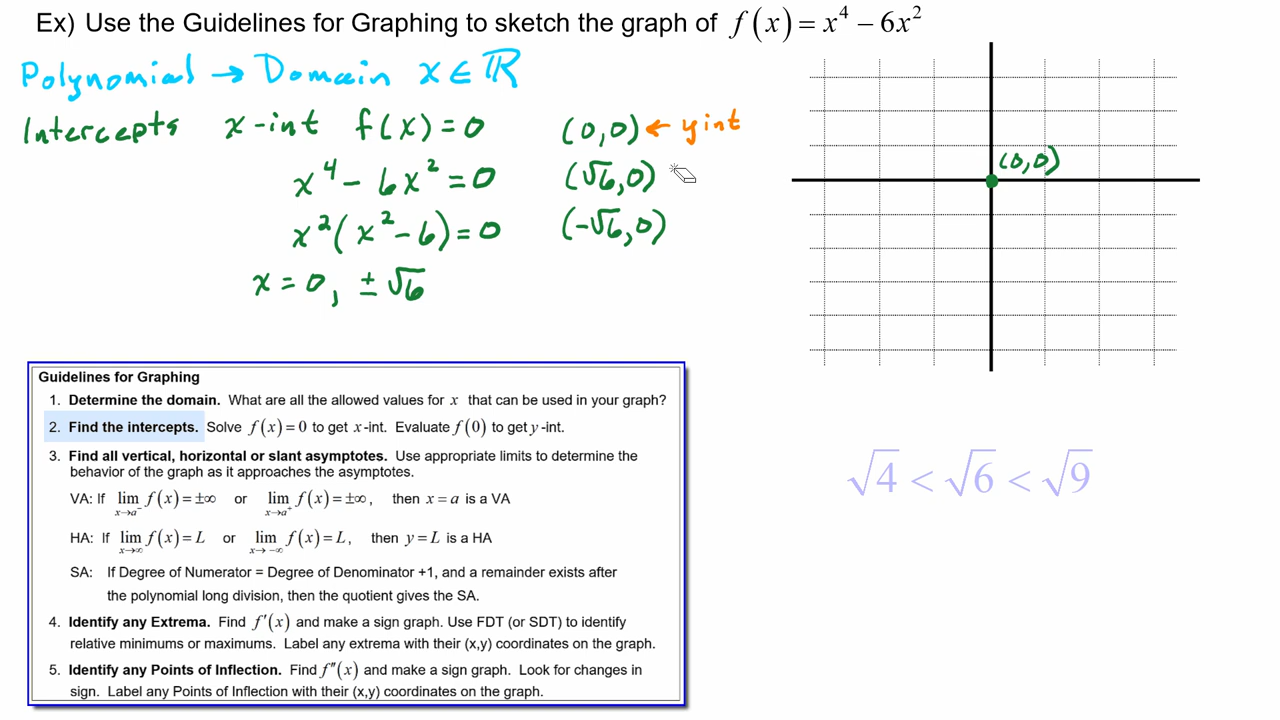 Ex) Use the Guidelines for Graphing to sketch the graph of f(x) = x⁴ − 6x²
Polynomial → Domain x ∈ ℝ
Intercepts x-int f(x) = 0 (0,0) ← y int
x⁴ − 6x² = 0 (√6,0)
x²(x² − 6) = 0 (−√6,0)
x = 0, ± √6
(0,0)
√4 < √6 < √9
Guidelines for Graphing
1. Determine the domain. What are all the allowed values for x that can be used in your graph?
2. Find the intercepts. Solve f(x) = 0 to get x-int. Evaluate f(0) to get y-int.
3. Find all vertical, horizontal or slant asymptotes. Use appropriate limits to determine the
behavior of the graph as it approaches the asymptotes.
VA: If lim x→a⁻ f(x) = ±∞ or lim x→a⁺ f(x) = ±∞, then x = a is a VA
HA: If lim x→∞ f(x) = L or lim x→−∞ f(x) = L, then y = L is a HA
SA: If Degree of Numerator = Degree of Denominator +1, and a remainder exists after
the polynomial long division, then the quotient gives the SA.
4. Identify any Extrema. Find f′(x) and make a sign graph. Use FDT (or SDT) to identify
relative minimums or maximums. Label any extrema with their (x,y) coordinates on the graph.
5. Identify any Points of Inflection. Find f″(x) and make a sign graph. Look for changes in
sign. Label any Points of Inflection with their (x,y) coordinates on the graph.